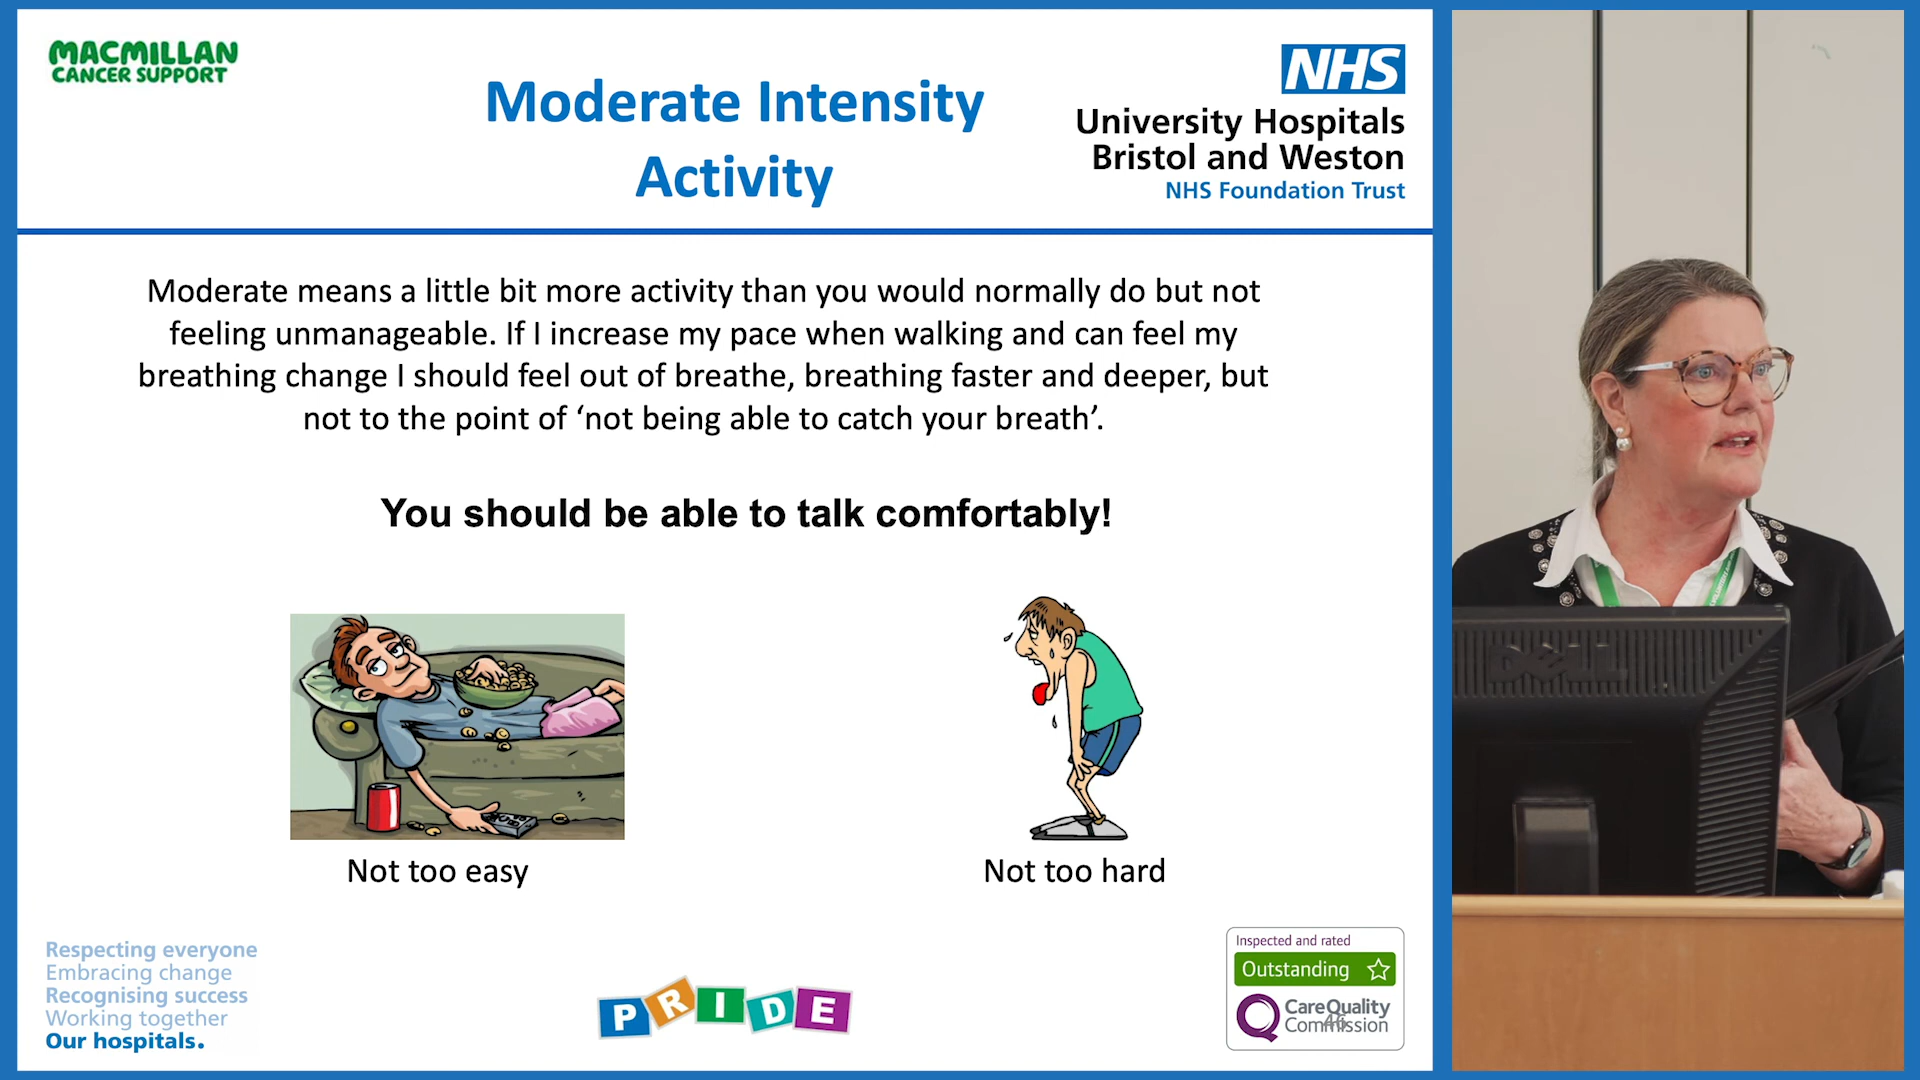 MACMILLAN
CANCER SUPPORT
Moderate Intensity
Activity
NHS
University Hospitals
Bristol and Weston
NHS Foundation Trust
Moderate means a little bit more activity than you would normally do but not
feeling unmanageable. If I increase my pace when walking and can feel my
breathing change I should feel out of breathe, breathing faster and deeper, but
not to the point of ‘not being able to catch your breath’.
You should be able to talk comfortably!
Not too easy
Not too hard
Respecting everyone
Embracing change
Recognising success
Working together
Our hospitals.
PRIDE
Inspected and rated
Outstanding
CareQuality
Commission
46
DELL